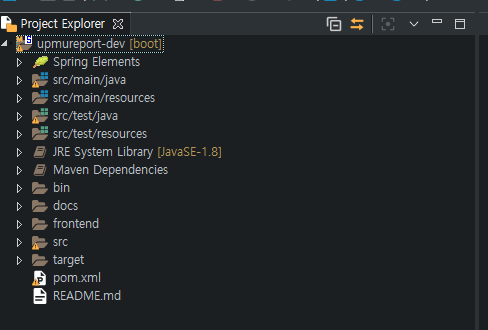 Project Explorer
upmureport-dev [boot]
Spring Elements
src/main/java
src/main/resources
src/test/java
src/test/resources
JRE System Library [JavaSE-1.8]
Maven Dependencies
bin
docs
frontend
src
target
pom.xml
README.md